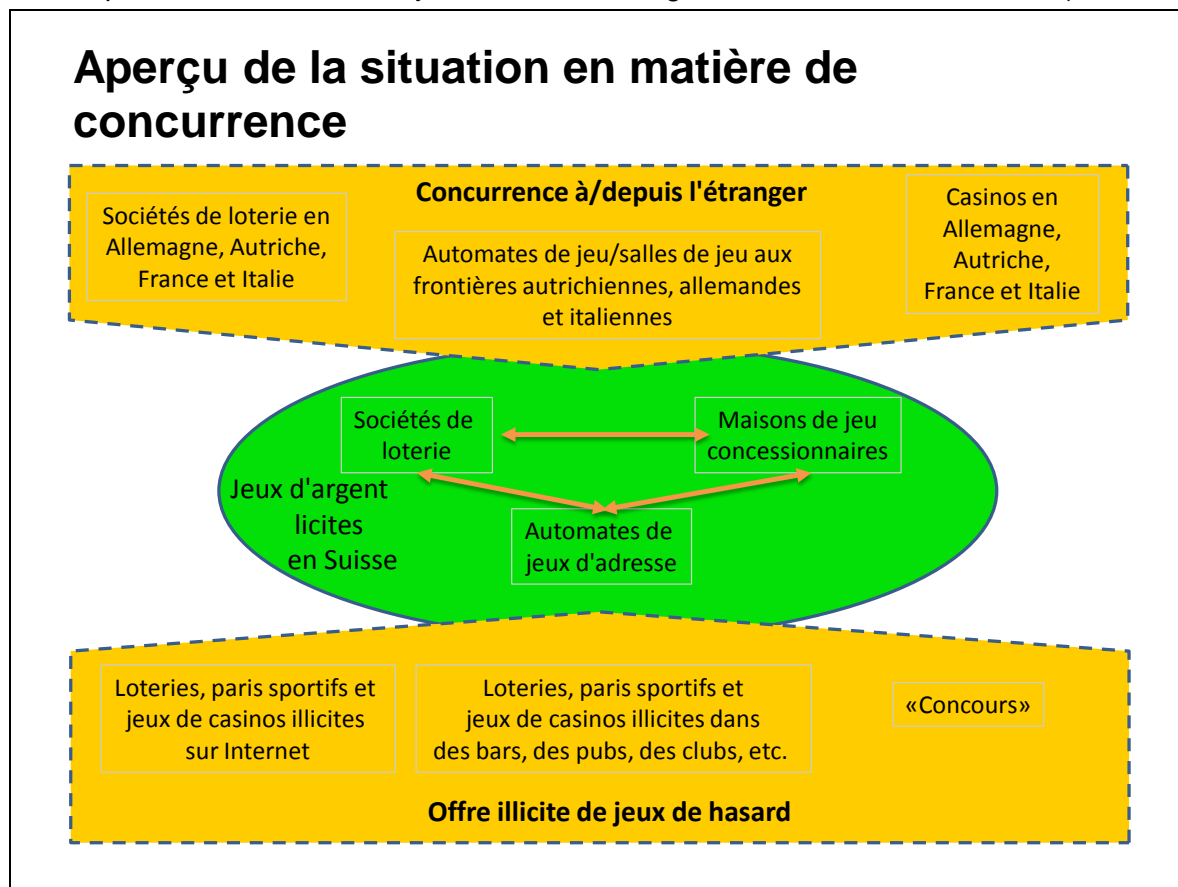 Aperçu de la situation en matière de
concurrence
Concurrence à/depuis l'étranger
Sociétés de loterie en
Allemagne, Autriche,
France et Italie
Automates de jeu/salles de jeu aux
frontières autrichiennes, allemandes
et italiennes
Casinos en
Allemagne,
Autriche,
France et Italie
Sociétés de
loterie
Maisons de jeu
concessionnaires
Jeux d'argent
licites
en Suisse
Automates de
jeux d'adresse
Loteries, paris sportifs et
jeux de casinos illicites
sur Internet
Loteries, paris sportifs et
jeux de casinos illicites dans
des bars, des pubs, des clubs, etc.
«Concours»
Offre illicite de jeux de hasard